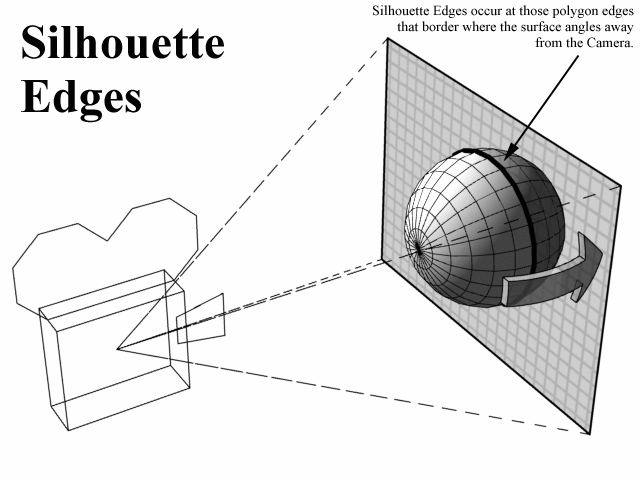 Silhouette
Edges
Silhouette Edges occur at those polygon edges
that border where the surface angles away
from the Camera.